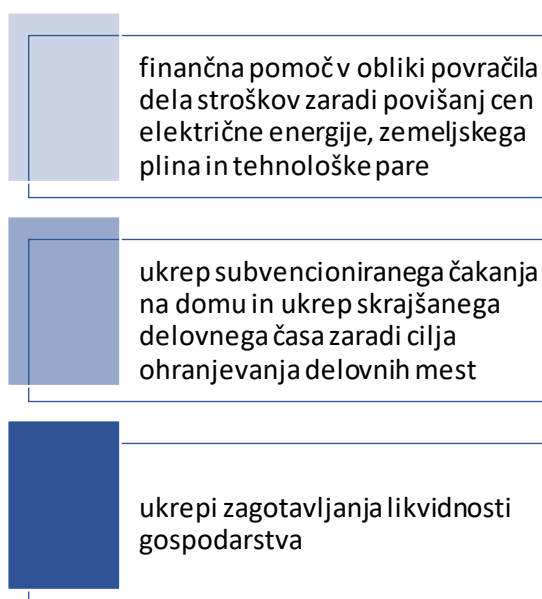 finančna pomoč v obliki povračila
dela stroškov zaradi povišanj cen
električne energije, zemeljskega
plina in tehnološke pare
ukrep subvencioniranega čakanja
na domu in ukrep skrajšanega
delovnega časa zaradi cilja
ohranjevanja delovnih mest
ukrepi zagotavljanja likvidnosti
gospodarstva